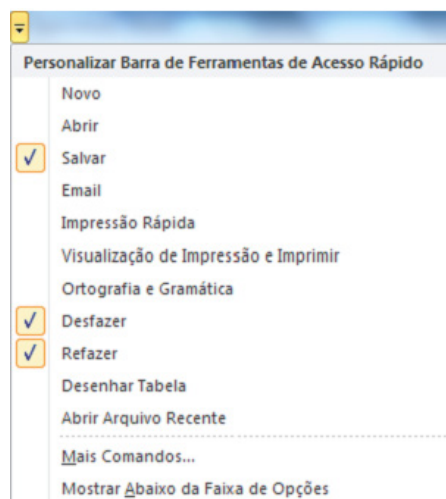 Personalizar Barra de Ferramentas de Acesso Rápido
Novo
Abrir
Salvar
Email
Impressão Rápida
Visualização de Impressão e Imprimir
Ortografia e Gramática
Desfazer
Refazer
Desenhar Tabela
Abrir Arquivo Recente
Mais Comandos...
Mostrar Abaixo da Faixa de Opções